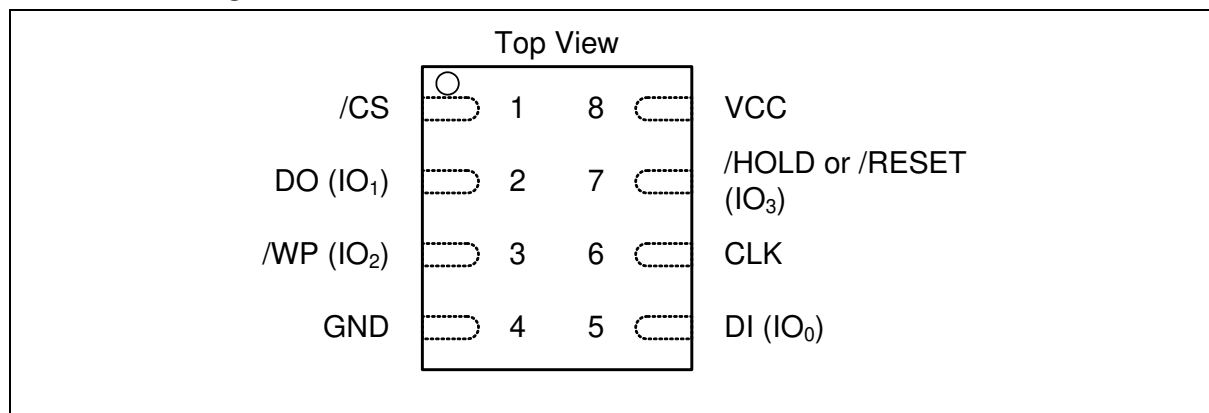 Top View
/CS 1 8 VCC
DO (IO₁) 2 7 /HOLD or /RESET
(IO₃)
/WP (IO₂) 3 6 CLK
GND 4 5 DI (IO₀)